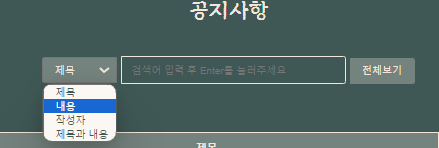 공지사항
제목
검색어 입력 후 Enter를 눌러주세요
전체보기
제목
내용
작성자
제목과 내용
제목